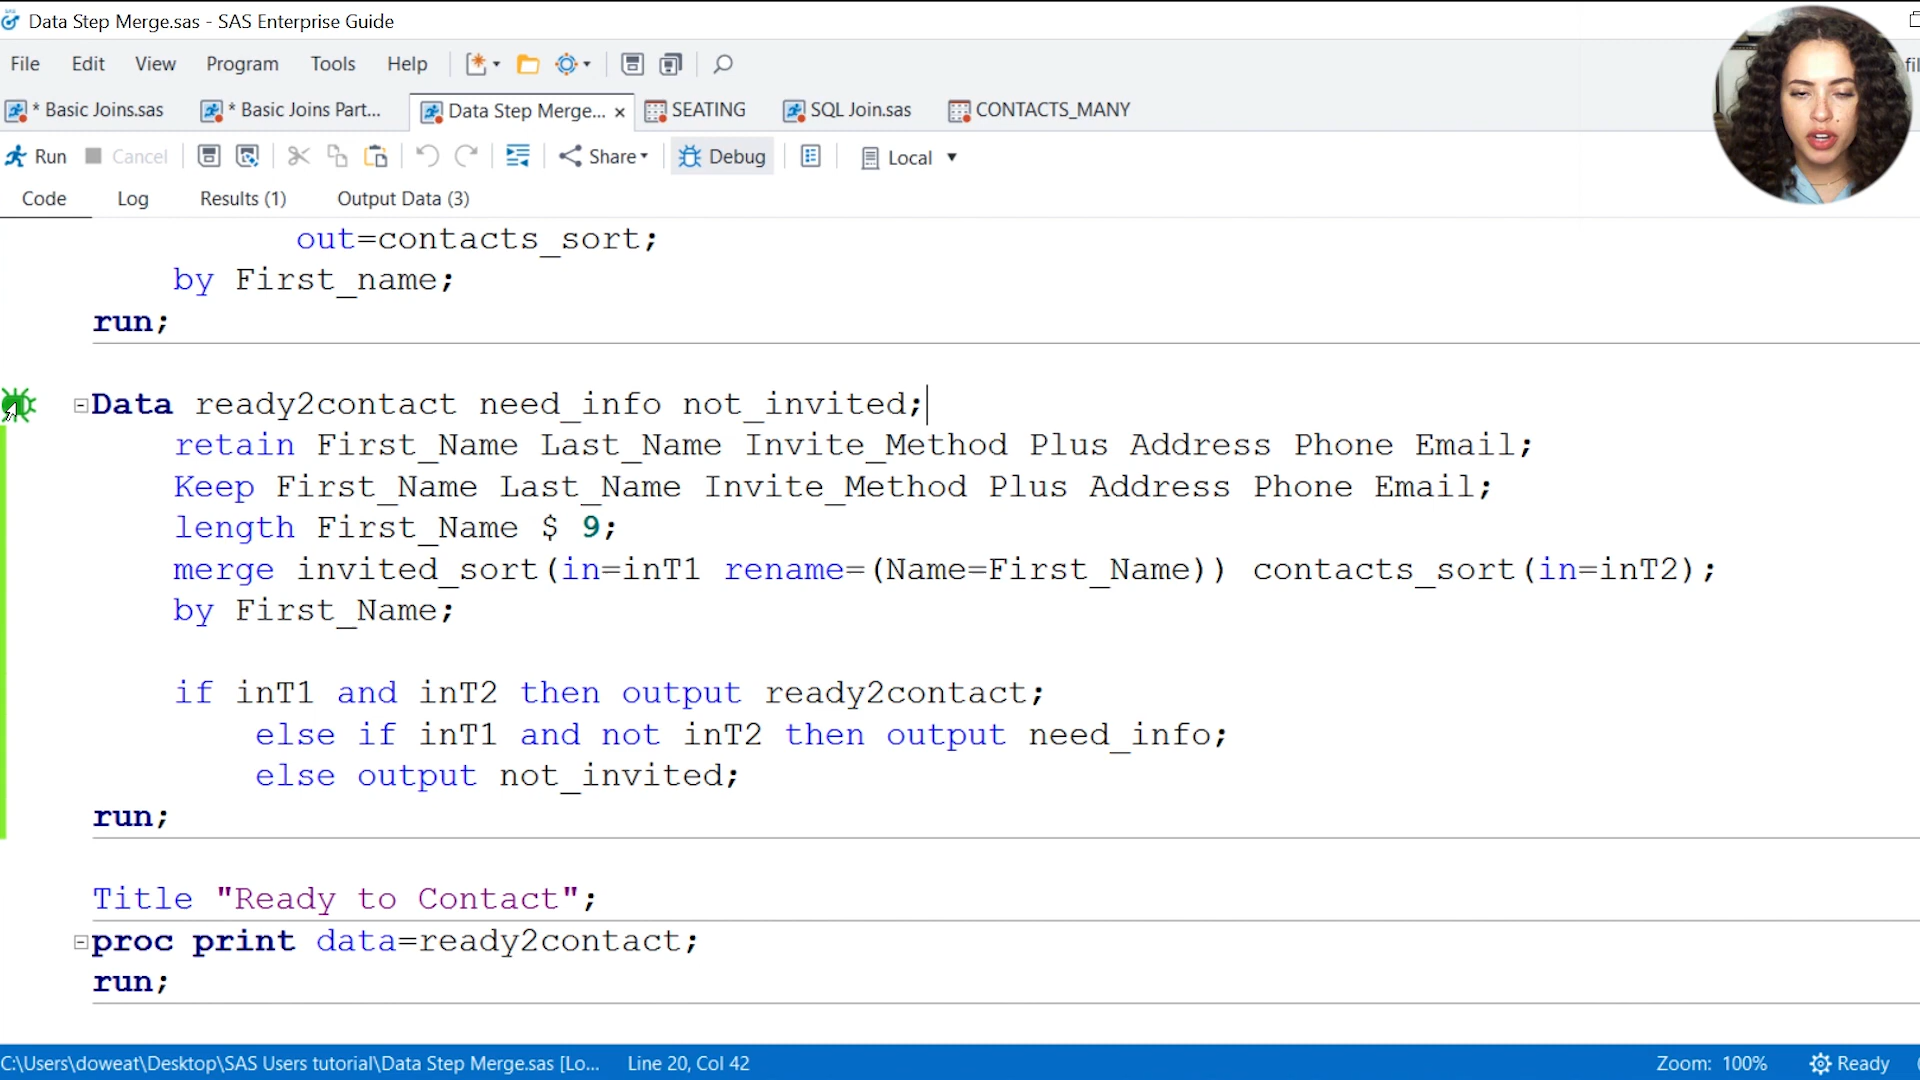 Data Step Merge.sas - SAS Enterprise Guide
File Edit View Program Tools Help
* Basic Joins.sas * Basic Joins Part... Data Step Merge... × SEATING SQL Join.sas CONTACTS_MANY
Run Cancel Share Debug Local
Code Log Results (1) Output Data (3)
out=contacts_sort;
by First_name;
run;
Data ready2contact need_info not_invited;
retain First_Name Last_Name Invite_Method Plus Address Phone Email;
Keep First_Name Last_Name Invite_Method Plus Address Phone Email;
length First_Name $ 9;
merge invited_sort(in=inT1 rename=(Name=First_Name)) contacts_sort(in=inT2);
by First_Name;
if inT1 and inT2 then output ready2contact;
else if inT1 and not inT2 then output need_info;
else output not_invited;
run;
Title "Ready to Contact";
proc print data=ready2contact;
run;
C:\Users\doweat\Desktop\SAS Users tutorial\Data Step Merge.sas [Lo... Line 20, Col 42 Zoom: 100% Ready